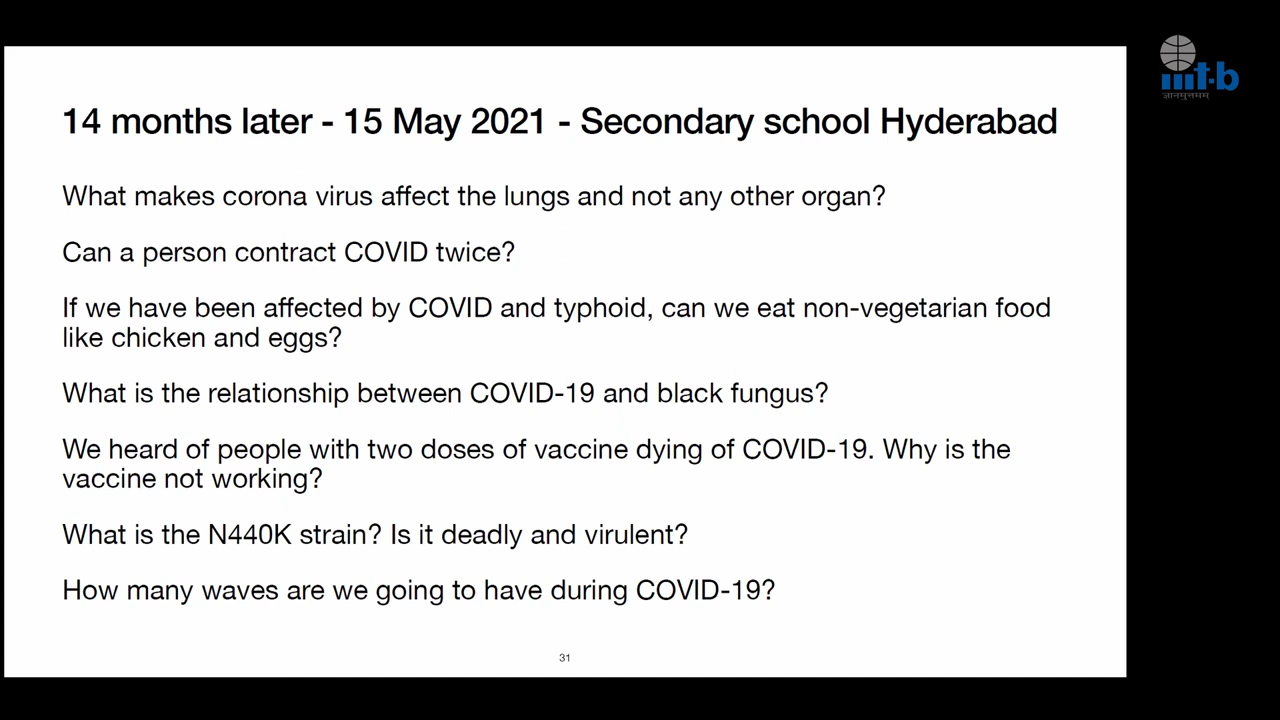 14 months later - 15 May 2021 - Secondary school Hyderabad
What makes corona virus affect the lungs and not any other organ?
Can a person contract COVID twice?
If we have been affected by COVID and typhoid, can we eat non-vegetarian food
like chicken and eggs?
What is the relationship between COVID-19 and black fungus?
We heard of people with two doses of vaccine dying of COVID-19. Why is the
vaccine not working?
What is the N440K strain? Is it deadly and virulent?
How many waves are we going to have during COVID-19?
31
iiit-b
ज्ञानमुत्तमम्